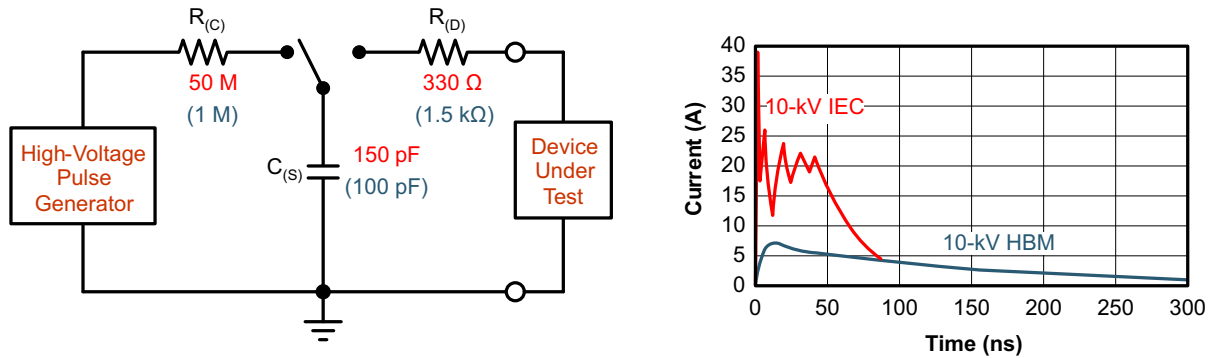 R(C)
50 M
(1 M)
R(D)
330 Ω
(1.5 kΩ)
High-Voltage
Pulse
Generator
C(S)
150 pF
(100 pF)
Device
Under
Test
Current (A)
40
35
30
25
20
15
10
5
0
10-kV IEC
10-kV HBM
0
50
100
150
200
250
300
Time (ns)